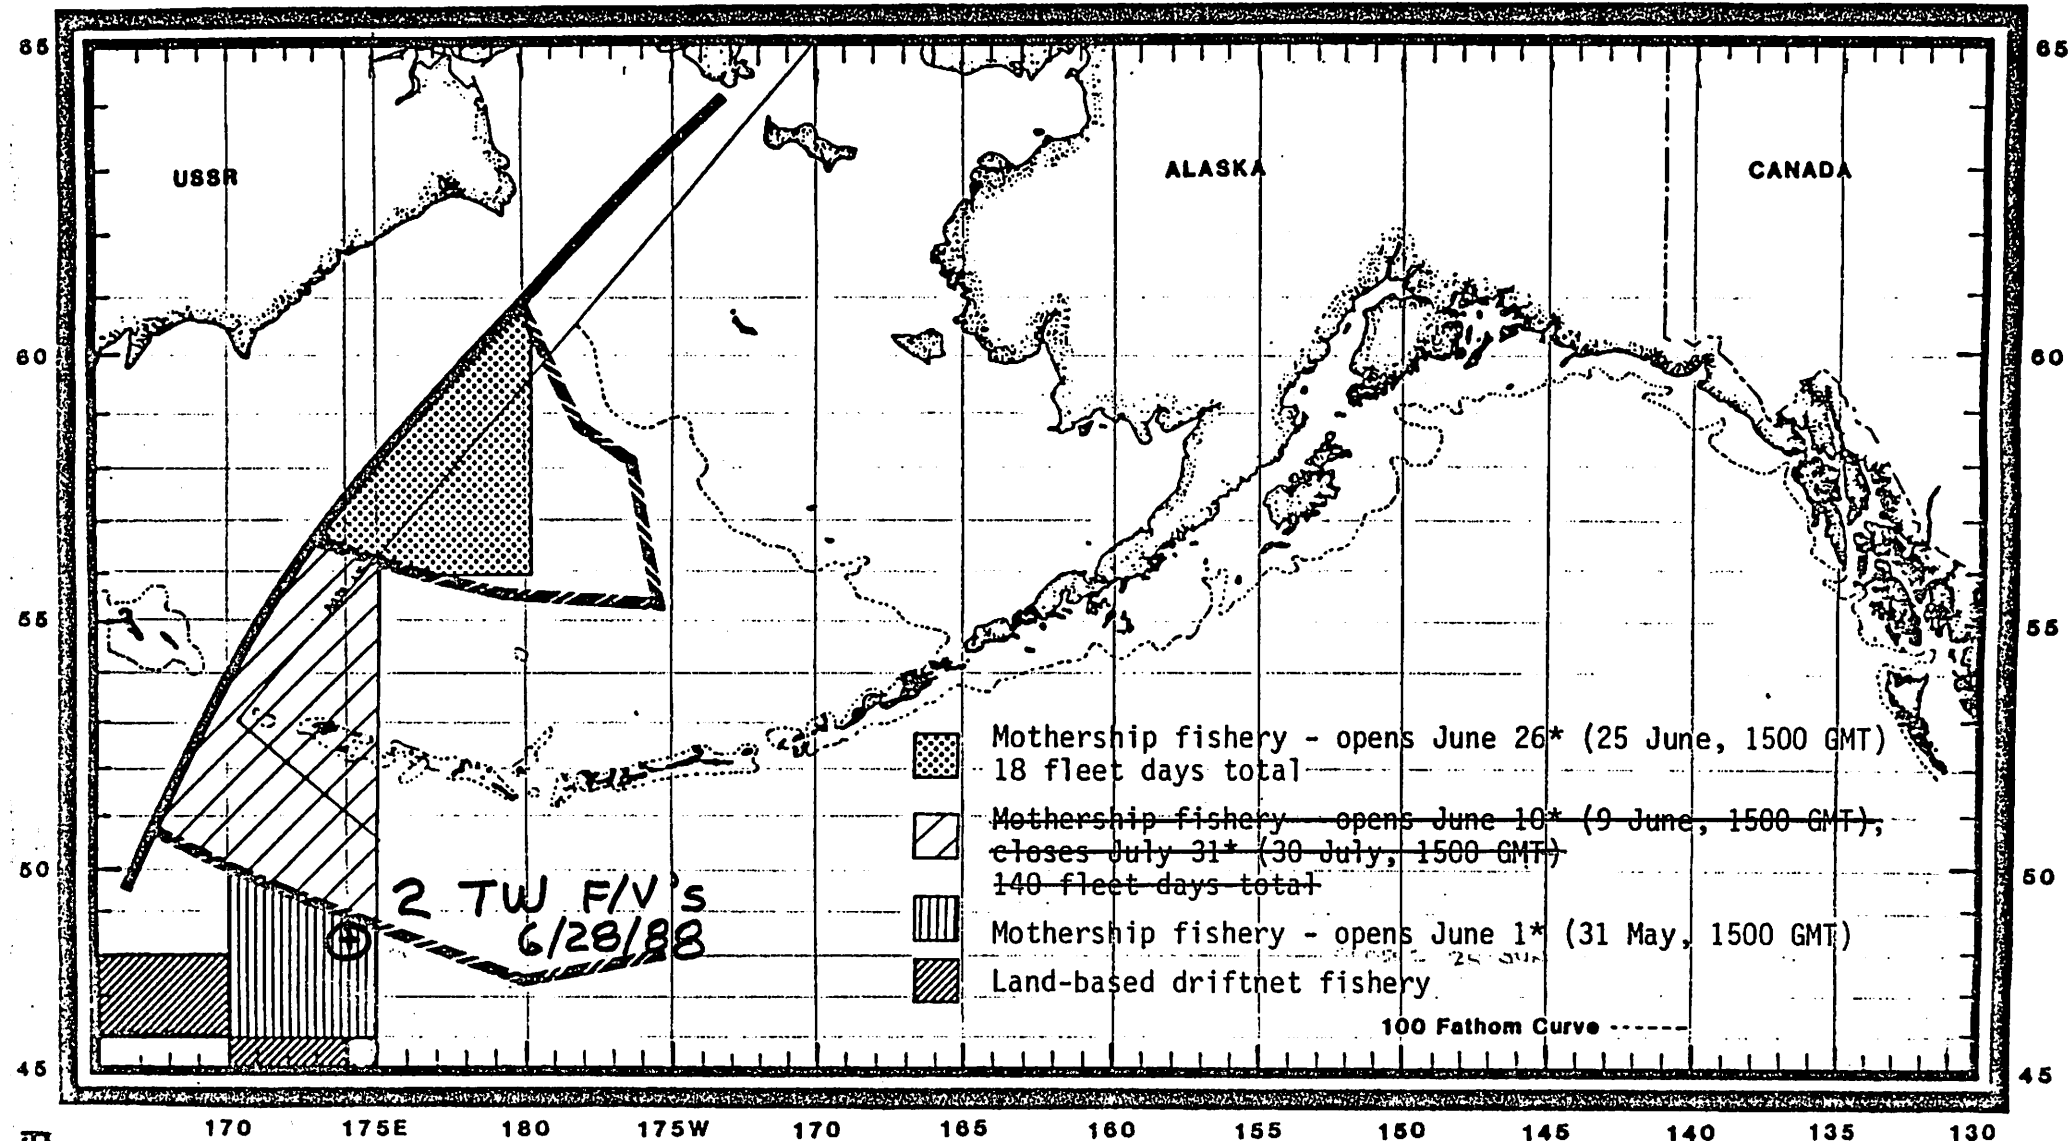 65 65
USSR
ALASKA
CANADA
60 60
55 55
Mothership fishery - opens June 26* (25 June, 1500 GMT)
18 fleet days total
Mothership fishery - opens June 10* (9 June, 1500 GMT),
closes July 31* (30 July, 1500 GMT)
140 fleet days total
50 50
2 TW F/V's
6/28/88
Mothership fishery - opens June 1* (31 May, 1500 GMT)
Land-based driftnet fishery
100 Fathom Curve
45 45
170 175E 180 175W 170 165 160 155 150 145 140 135 130